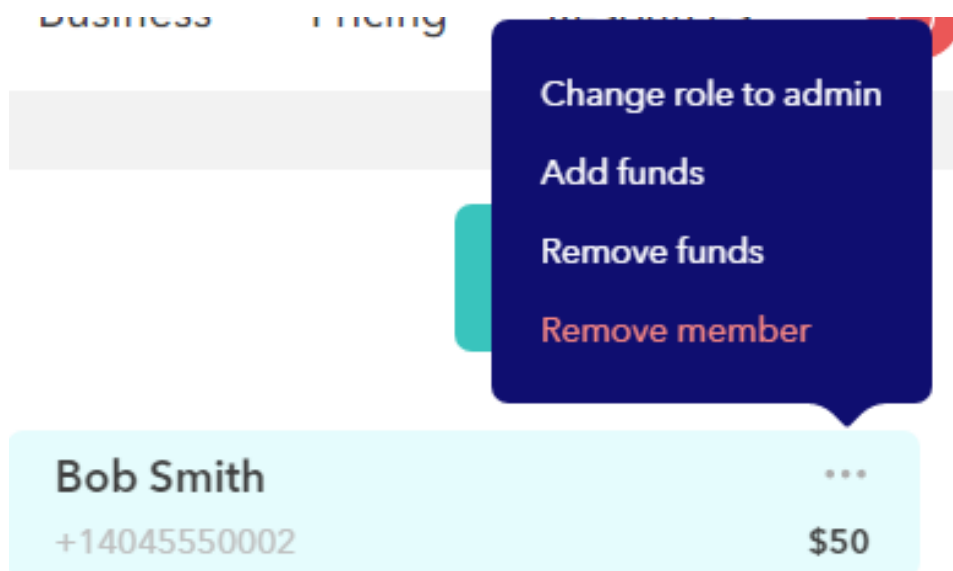 Business Pricing
Change role to admin
Add funds
Remove funds
Remove member
Bob Smith
+14045550002
$50